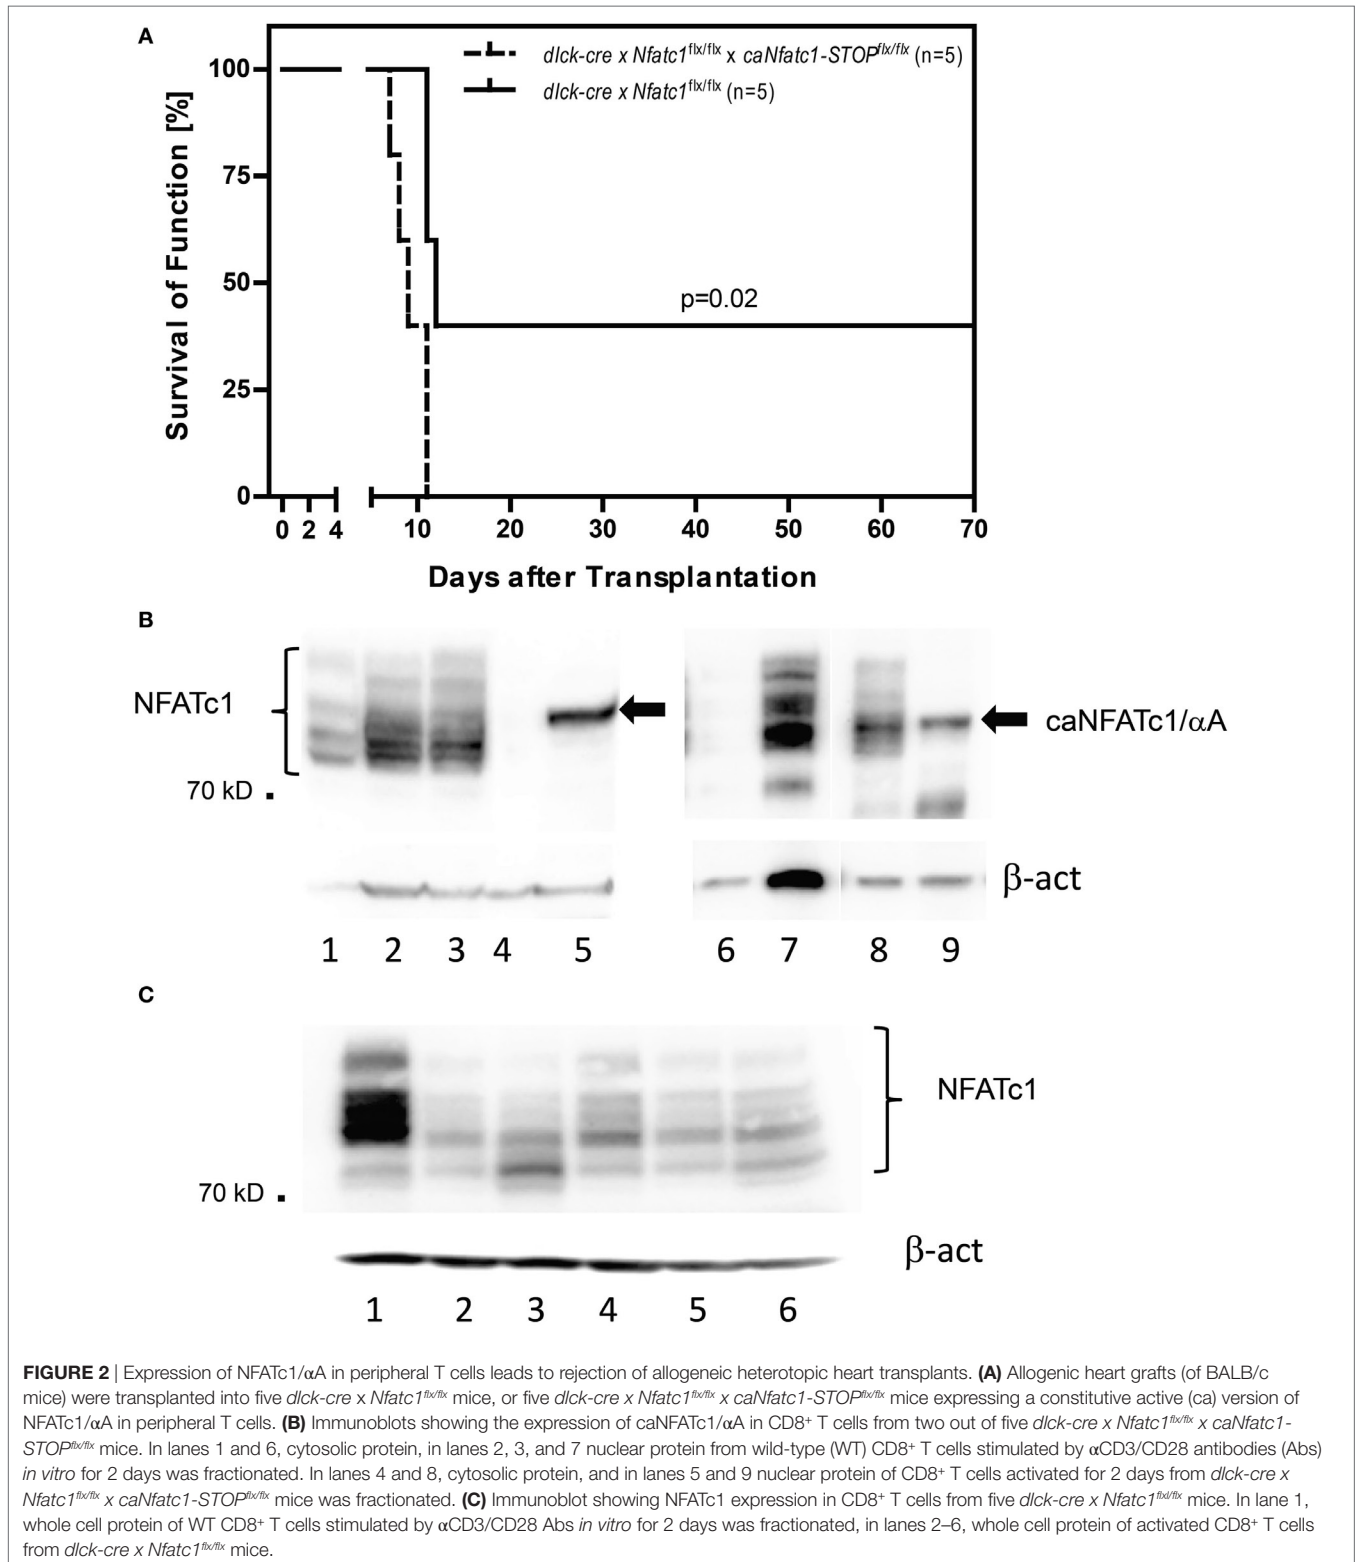 A
dlck-cre x Nfatc1flx/flx x caNfatc1-STOPflx/flx (n=5)
dlck-cre x Nfatc1flx/flx (n=5)
Survival of Function [%]
100
75
50
25
0
p=0.02
0 2 4 10 20 30 40 50 60 70
Days after Transplantation
B
NFATc1
70 kD
caNFATc1/αA
β-act
1 2 3 4 5 6 7 8 9
C
NFATc1
70 kD
β-act
1 2 3 4 5 6
FIGURE 2 | Expression of NFATc1/αA in peripheral T cells leads to rejection of allogeneic heterotopic heart transplants. (A) Allogenic heart grafts (of BALB/c
mice) were transplanted into five dlck-cre x Nfatc1flx/flx mice, or five dlck-cre x Nfatc1flx/flx x caNfatc1-STOPflx/flx mice expressing a constitutive active (ca) version of
NFATc1/αA in peripheral T cells. (B) Immunoblots showing the expression of caNFATc1/αA in CD8+ T cells from two out of five dlck-cre x Nfatc1flx/flx x caNfatc1-
STOPflx/flx mice. In lanes 1 and 6, cytosolic protein, in lanes 2, 3, and 7 nuclear protein from wild-type (WT) CD8+ T cells stimulated by αCD3/CD28 antibodies (Abs)
in vitro for 2 days was fractionated. In lanes 4 and 8, cytosolic protein, and in lanes 5 and 9 nuclear protein of CD8+ T cells activated for 2 days from dlck-cre x
Nfatc1flx/flx x caNfatc1-STOPflx/flx mice was fractionated. (C) Immunoblot showing NFATc1 expression in CD8+ T cells from five dlck-cre x Nfatc1flxl/flx mice. In lane 1,
whole cell protein of WT CD8+ T cells stimulated by αCD3/CD28 Abs in vitro for 2 days was fractionated, in lanes 2–6, whole cell protein of activated CD8+ T cells
from dlck-cre x Nfatc1flx/flx mice.